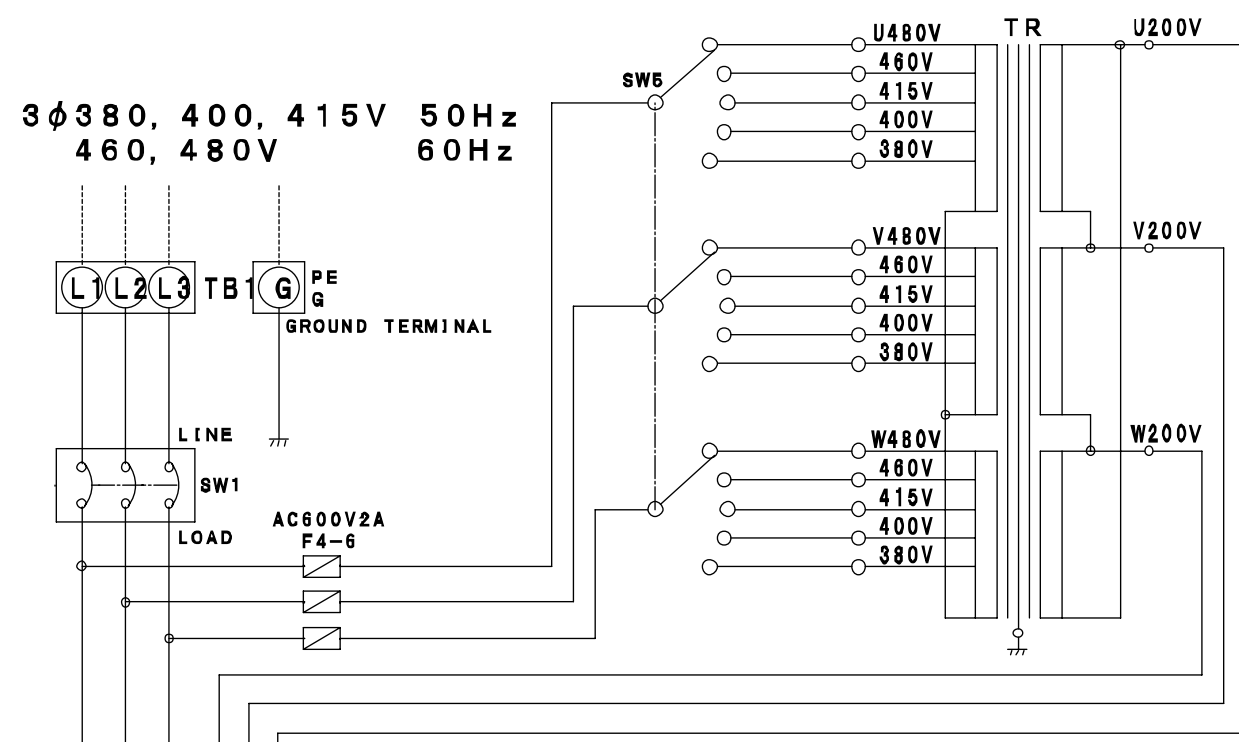 3φ380, 400, 415V 50Hz
460, 480V 60Hz
L1 L2 L3 TB1 G PE
G
GROUND TERMINAL
LINE
SW1
LOAD
AC600V2A
F4-6
SW5
TR
U480V
460V
415V
400V
380V
V480V
460V
415V
400V
380V
W480V
460V
415V
400V
380V
U200V
V200V
W200V